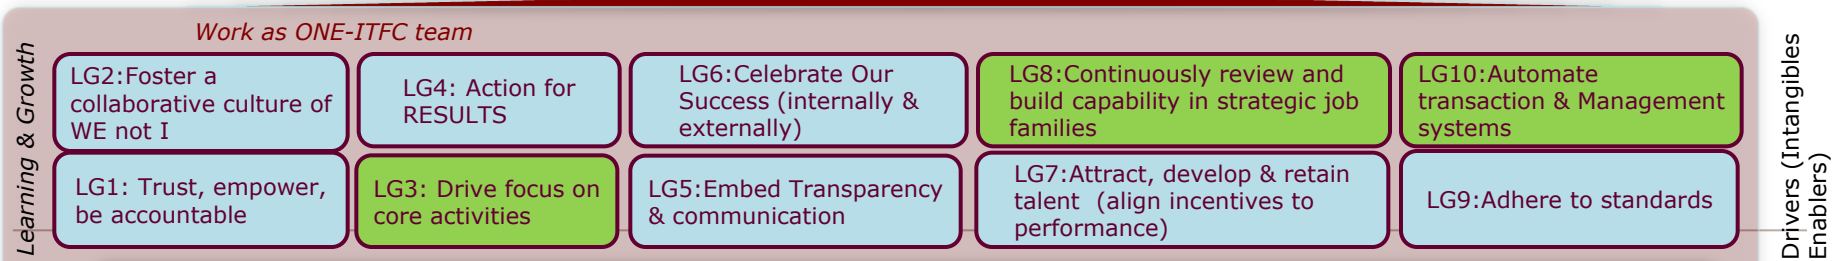 Work as ONE-ITFC team
Learning & Growth
LG2:Foster a
collaborative culture of
WE not I
LG4: Action for
RESULTS
LG6:Celebrate Our
Success (internally &
externally)
LG8:Continuously review and
build capability in strategic job
families
LG10:Automate
transaction & Management
systems
LG1: Trust, empower,
be accountable
LG3: Drive focus on
core activities
LG5:Embed Transparency
& communication
LG7:Attract, develop & retain
talent (align incentives to
performance)
LG9:Adhere to standards
Drivers (Intangibles
Enablers)